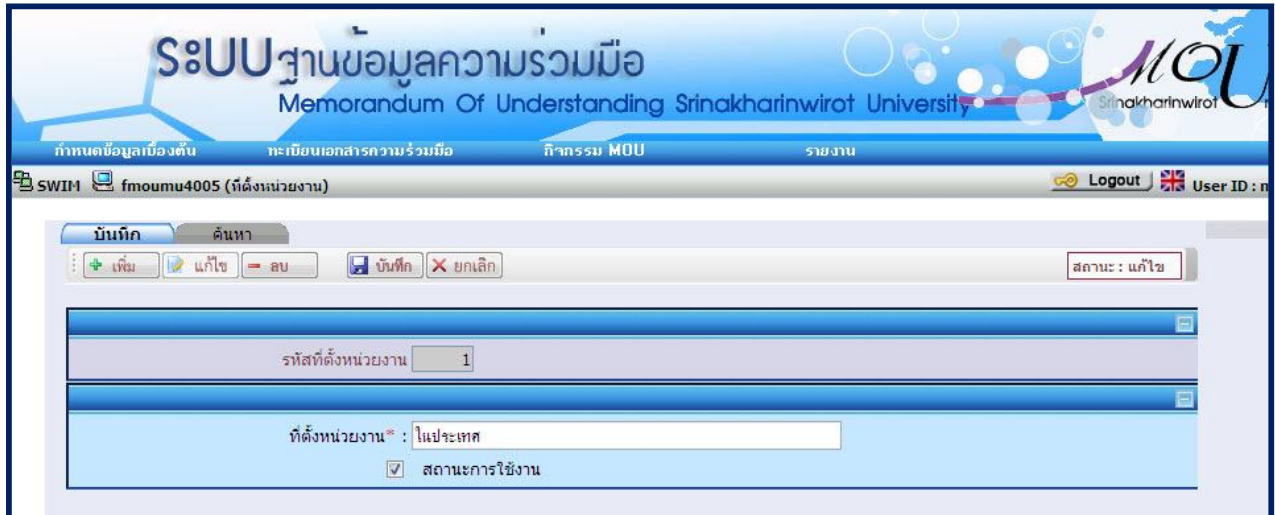 ระบบฐานข้อมูลความร่วมมือ
Memorandum Of Understanding Srinakharinwirot University
MOU
Srinakharinwirot
กำหนดข้อมูลเบื้องต้น ทะเบียนเอกสารความร่วมมือ กิจกรรม MOU รายงาน
SWIM fmoumu4005 (ที่ตั้งหน่วยงาน) Logout User ID :
บันทึก ค้นหา
เพิ่ม แก้ไข ลบ บันทึก ยกเลิก สถานะ : แก้ไข
รหัสที่ตั้งหน่วยงาน 1
ที่ตั้งหน่วยงาน* : ในประเทศ
สถานะการใช้งาน